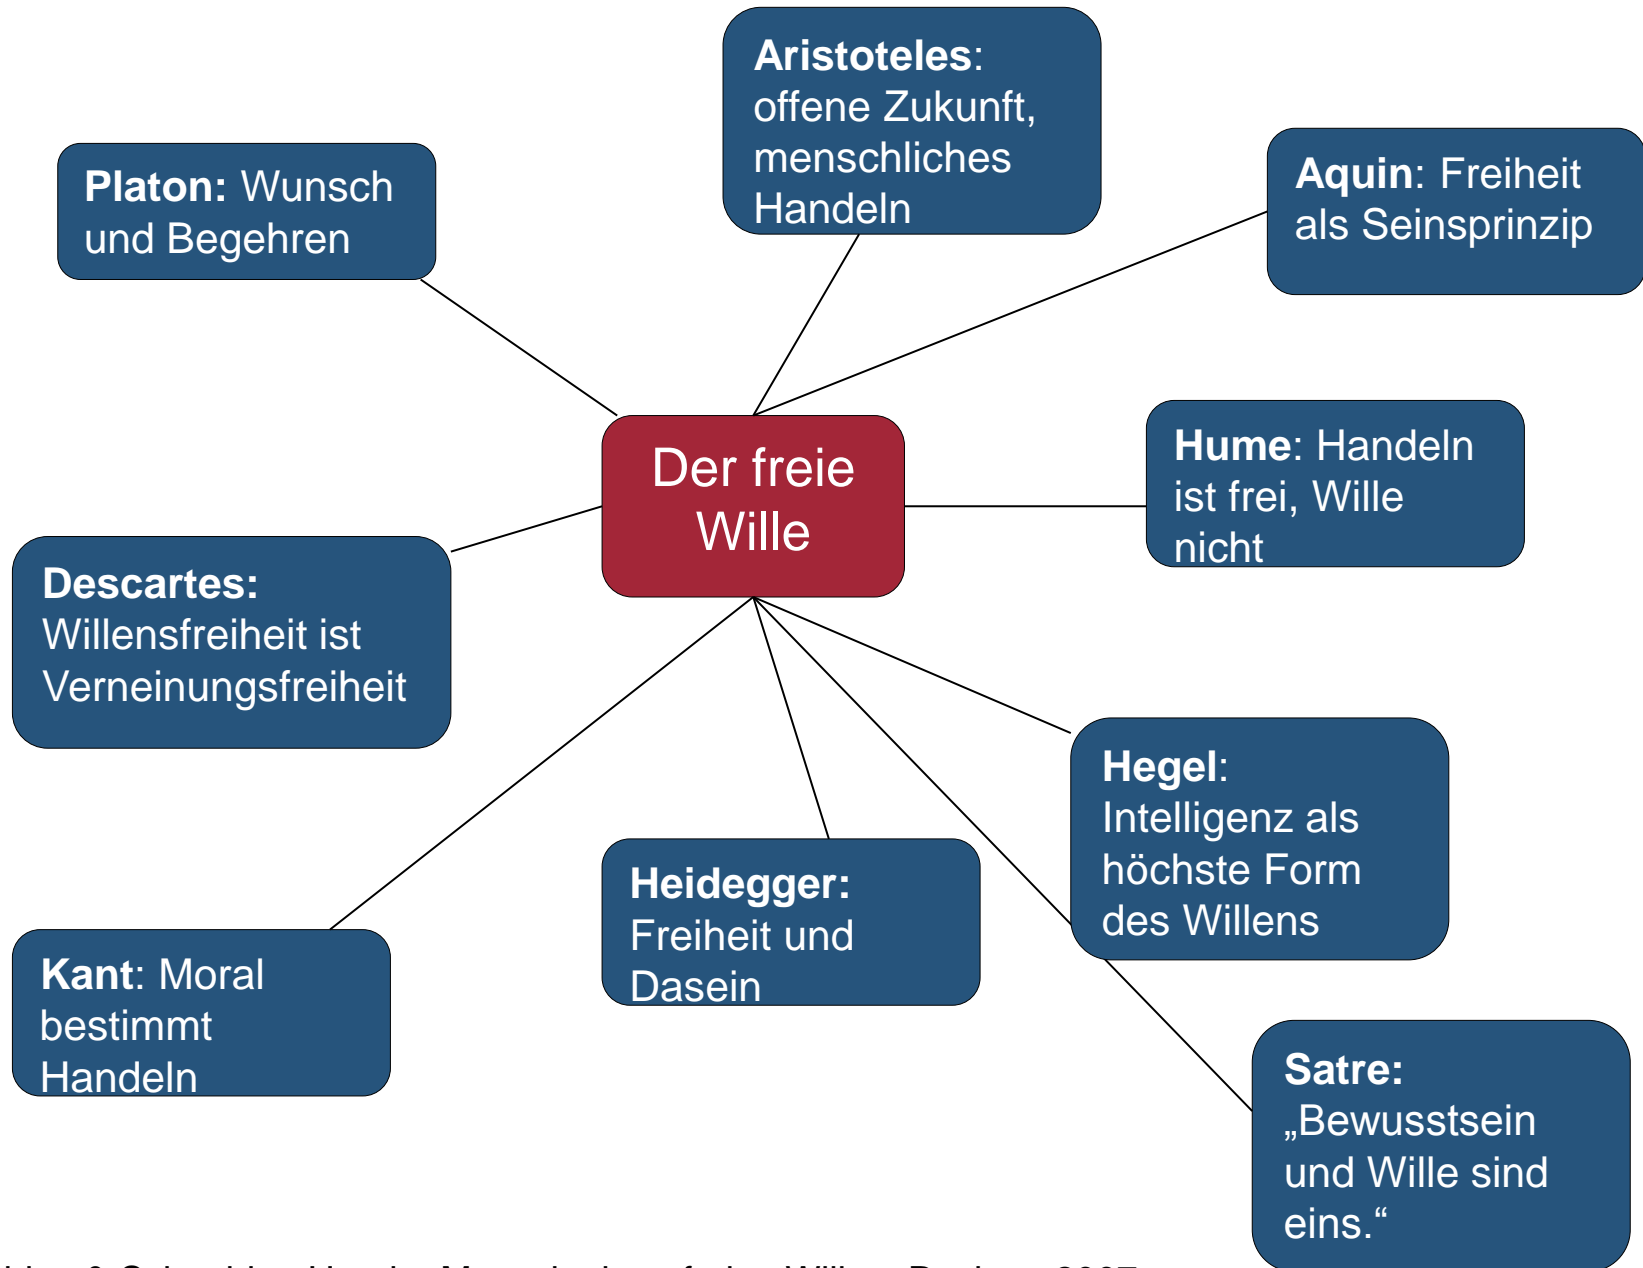 Aristoteles:
offene Zukunft,
menschliches
Handeln
Platon: Wunsch
und Begehren
Aquin: Freiheit
als Seinsprinzip
Der freie
Wille
Hume: Handeln
ist frei, Wille
nicht
Descartes:
Willensfreiheit ist
Verneinungsfreiheit
Hegel:
Intelligenz als
höchste Form
des Willens
Heidegger:
Freiheit und
Dasein
Kant: Moral
bestimmt
Handeln
Satre:
„Bewusstsein
und Wille sind
eins.“